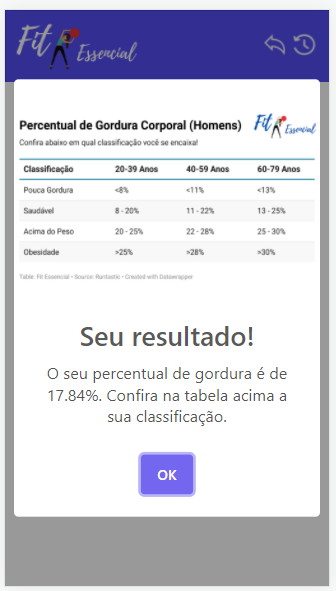 Fit Essencial
Percentual de Gordura Corporal (Homens) Fit Essencial
Confira abaixo em qual classificação você se encaixa!
Classificação 20-39 Anos 40-59 Anos 60-79 Anos
Pouca Gordura <8% <11% <13%
Saudável 8 - 20% 11 - 22% 13 - 25%
Acima do Peso 20 - 25% 22 - 28% 25 - 30%
Obesidade >25% >28% >30%
Table: Fit Essencial • Source: Runtastic • Created with Datawrapper
Seu resultado!
O seu percentual de gordura é de
17.84%. Confira na tabela acima a
sua classificação.
OK